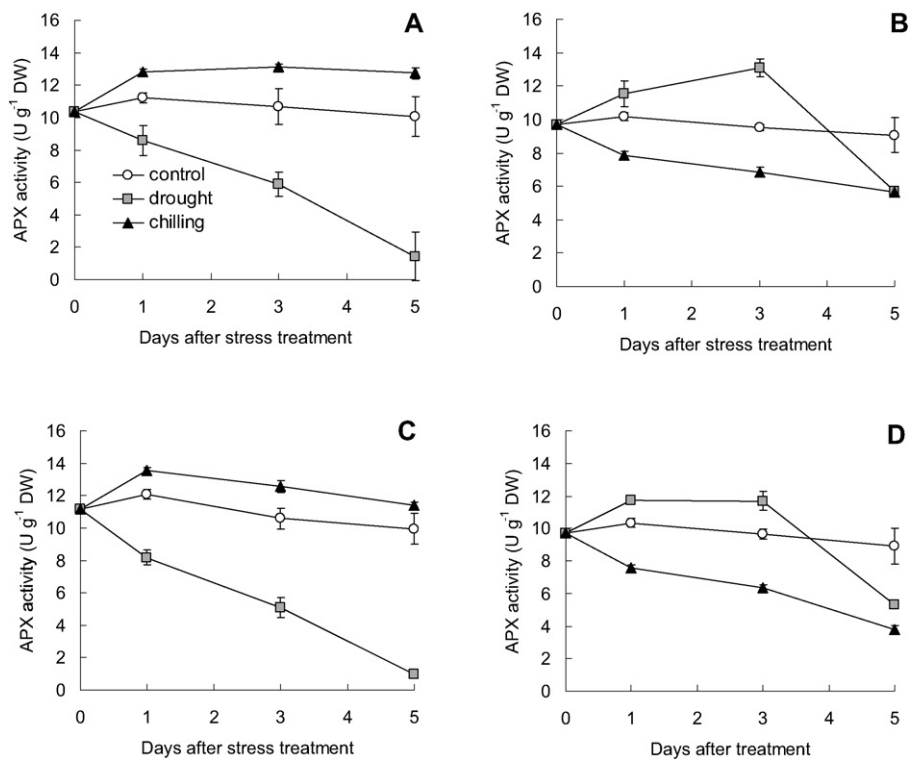 A
APX activity (U g⁻¹ DW)
16
14
12
10
8
6
4
2
0
control
drought
chilling
0 1 2 3 4 5
Days after stress treatment
B
APX activity (U g⁻¹ DW)
16
14
12
10
8
6
4
2
0
0 1 2 3 4 5
Days after stress treatment
C
APX activity (U g⁻¹ DW)
16
14
12
10
8
6
4
2
0
0 1 2 3 4 5
Days after stress treatment
D
APX activity (U g⁻¹ DW)
16
14
12
10
8
6
4
2
0
0 1 2 3 4 5
Days after stress treatment